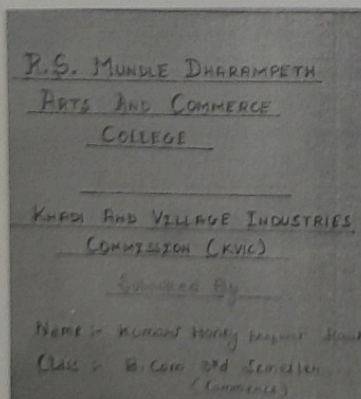 R.S. MUNDLE DHARAMPETH
ARTS AND COMMERCE
COLLEGE
KHADI AND VILLAGE INDUSTRIES
COMMISSION (KVIC)
Submitted By
Name :-
Class :- B.Com 3rd Semester
(Commerce)